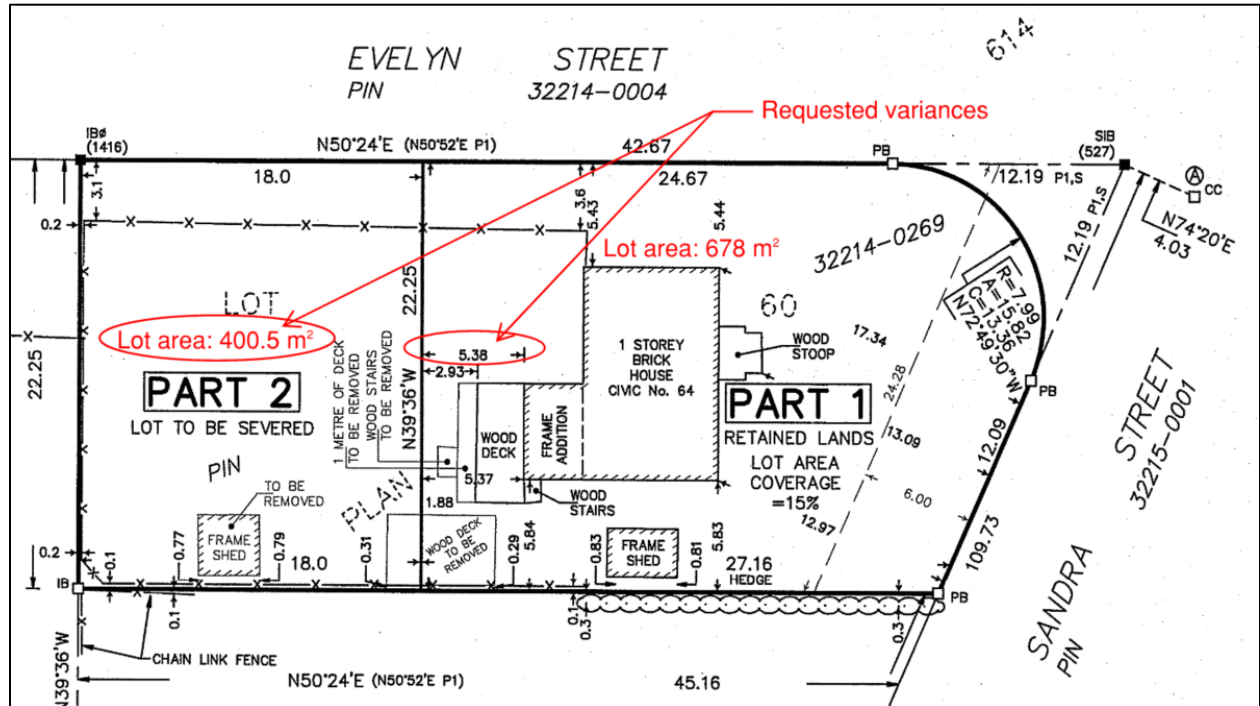 EVELYN STREET
PIN 32214-0004
614
Requested variances
IBø
(1416)
N50°24'E (N50°52'E P1)
42.67
PB
SIB
(527)
18.0
24.67
12.19 P1,S
A
CC
3.1
3.6
5.43
5.44
0.2
12.19 P1,S
N74°20'E
4.03
32214-0269
Lot area: 678 m²
22.25
R=7.99
A=15.82
C=13.36
N72°49'30"W
LOT
60
Lot area: 400.5 m²
17.34
WOOD
STOOP
1 STOREY
BRICK
HOUSE
CIVIC No. 64
22.25
5.38
2.93
24.28
PB
PART 2
LOT TO BE SEVERED
1 METRE OF DECK
TO BE REMOVED
WOOD STAIRS
TO BE REMOVED
N39°36'W
WOOD
DECK
FRAME
ADDITION
PART 1
RETAINED LANDS
LOT AREA
COVERAGE
=15%
13.09
12.09
STREET
32215-0001
PIN
5.37
6.00
TO BE
REMOVED
PLAN
1.88
WOOD
STAIRS
12.97
FRAME
SHED
WOOD DECK
TO BE
REMOVED
FRAME
SHED
109.73
0.2
0.1
0.77
0.79
18.0
0.31
0.29
5.84
0.83
0.81
5.83
27.16
HEDGE
IB
PB
0.1
0.1
0.3
0.3
SANDRA
PIN
CHAIN LINK FENCE
N39°36'W
N50°24'E (N50°52'E P1)
45.16